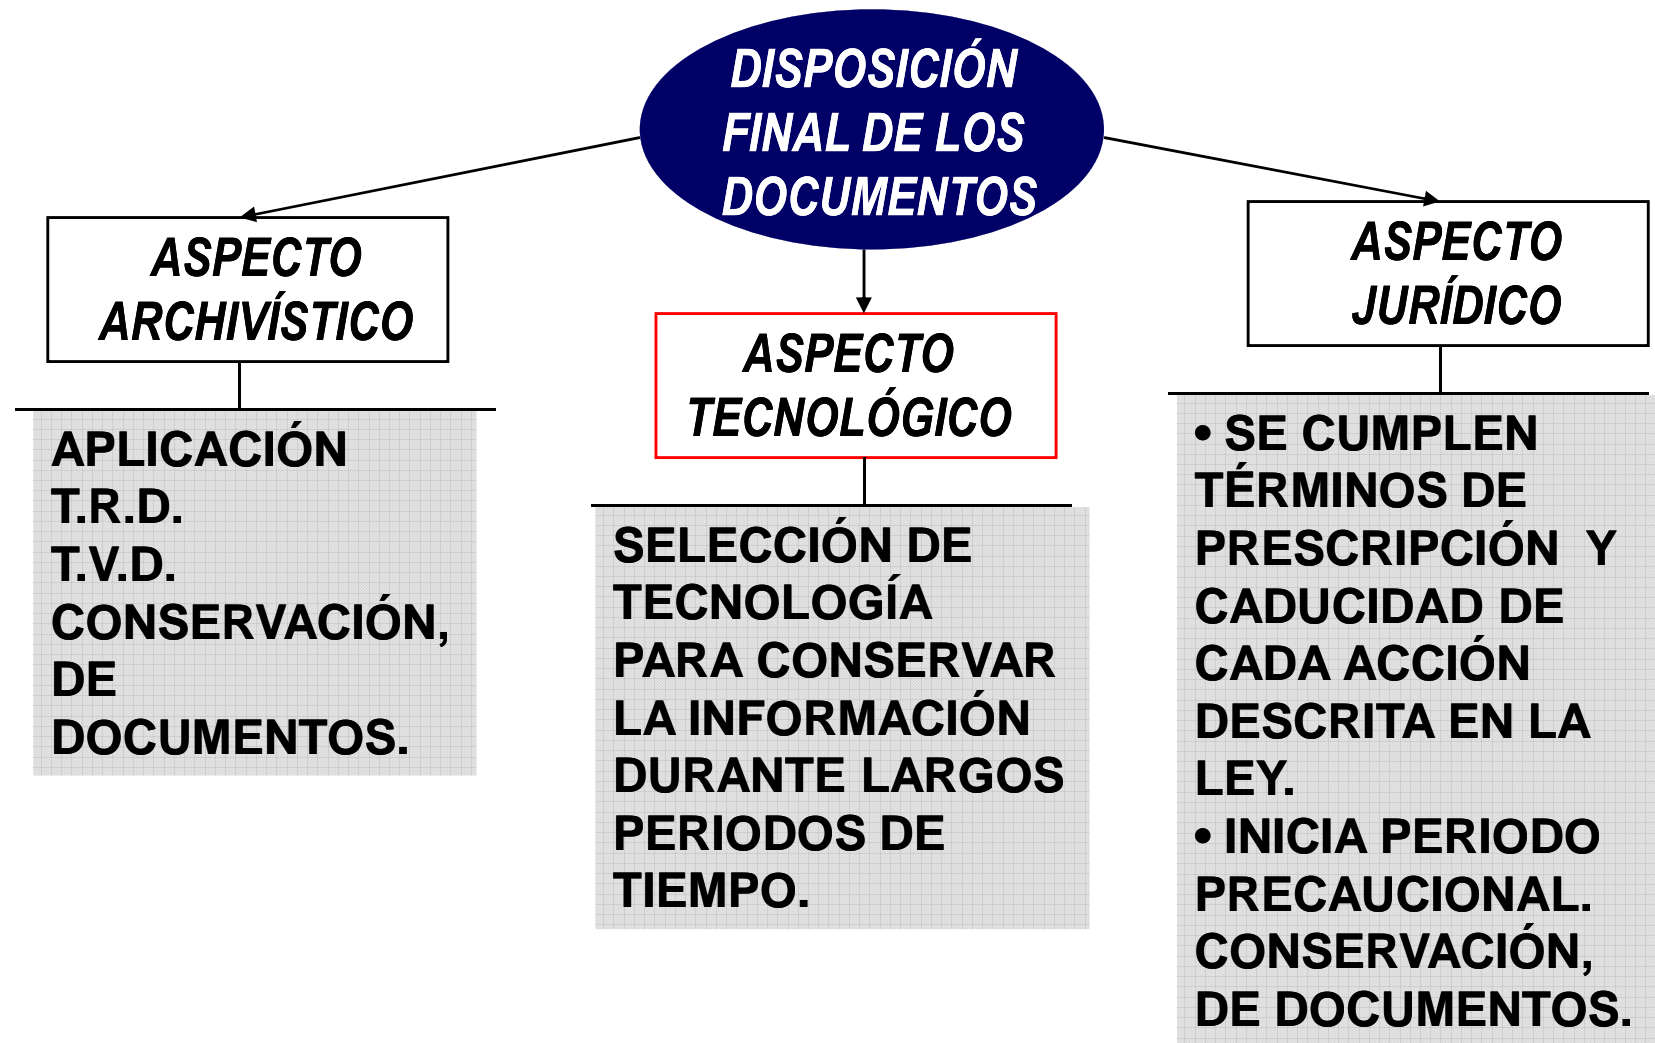 DISPOSICIÓN
FINAL DE LOS
DOCUMENTOS
ASPECTO
ARCHIVÍSTICO
APLICACIÓN
T.R.D.
T.V.D.
CONSERVACIÓN,
DE
DOCUMENTOS.
ASPECTO
TECNOLÓGICO
SELECCIÓN DE
TECNOLOGÍA
PARA CONSERVAR
LA INFORMACIÓN
DURANTE LARGOS
PERIODOS DE
TIEMPO.
ASPECTO
JURÍDICO
• SE CUMPLEN
TÉRMINOS DE
PRESCRIPCIÓN Y
CADUCIDAD DE
CADA ACCIÓN
DESCRITA EN LA
LEY.
• INICIA PERIODO
PRECAUCIONAL.
CONSERVACIÓN,
DE DOCUMENTOS.